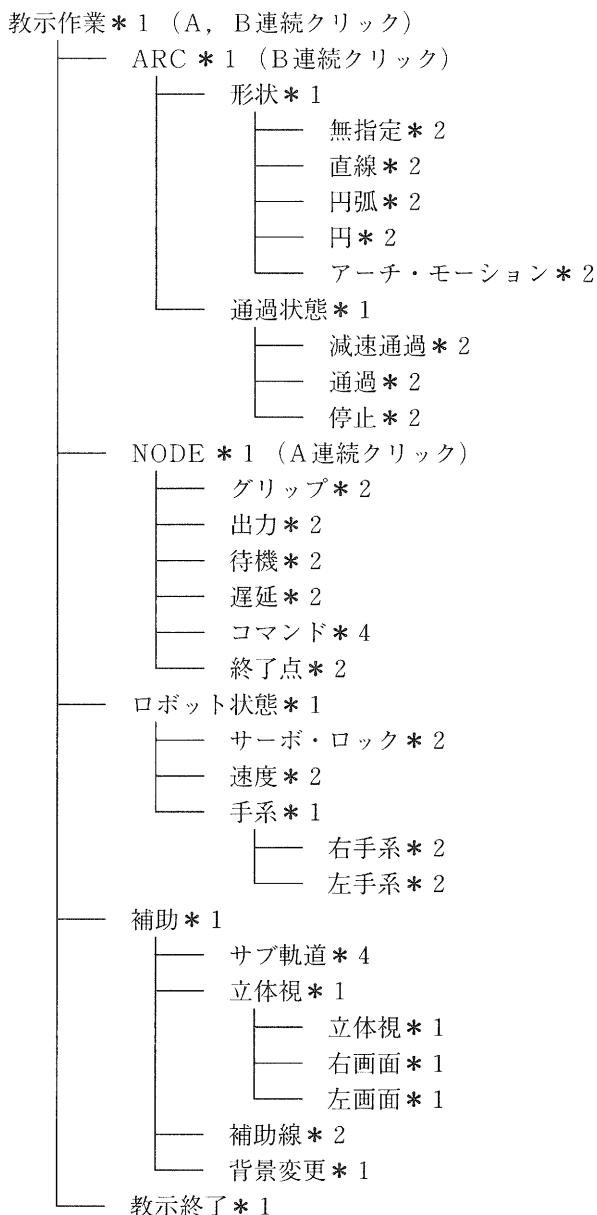 教示作業＊１（Ａ，Ｂ連続クリック）
ARC ＊１（Ｂ連続クリック）
形状＊１
無指定＊２
直線＊２
円弧＊２
円＊２
アーチ・モーション＊２
通過状態＊１
減速通過＊２
通過＊２
停止＊２
NODE ＊１（Ａ連続クリック）
グリップ＊２
出力＊２
待機＊２
遅延＊２
コマンド＊４
終了点＊２
ロボット状態＊１
サーボ・ロック＊２
速度＊２
手系＊１
右手系＊２
左手系＊２
補助＊１
サブ軌道＊４
立体視＊１
立体視＊１
右画面＊１
左画面＊１
補助線＊２
背景変更＊１
教示終了＊１